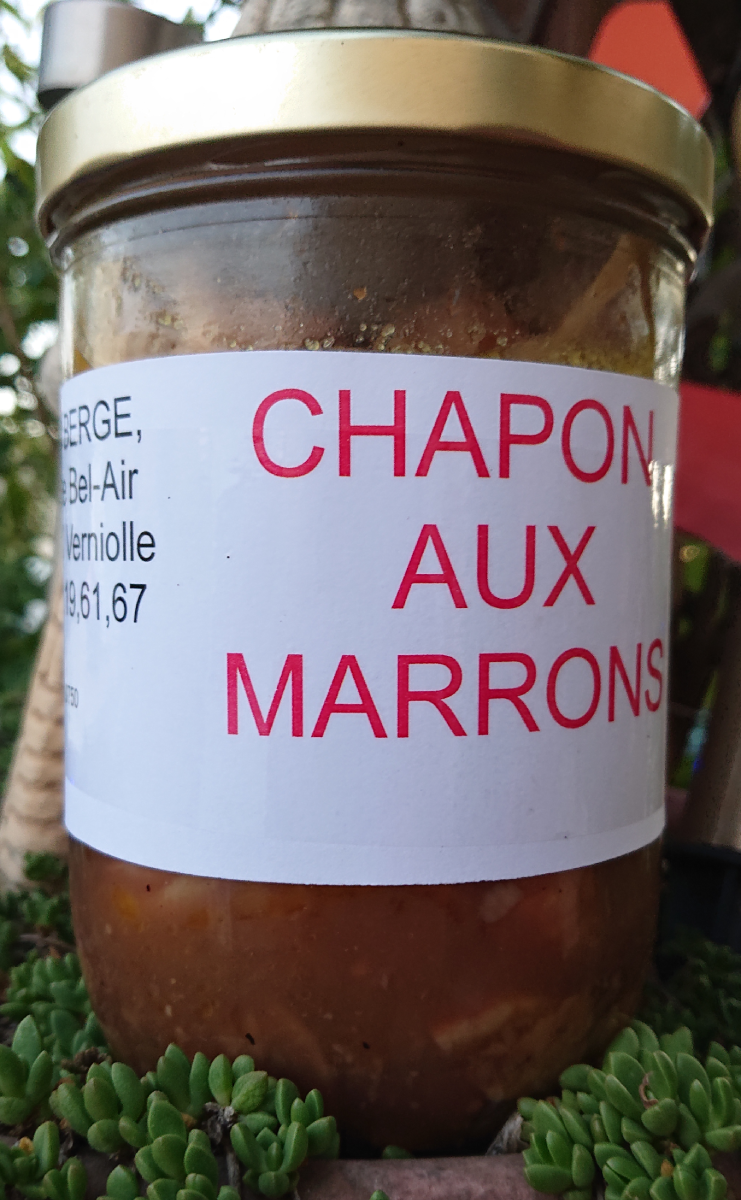 BERGE,
Bel-Air
Verniolle
19,61,67
CHAPON
AUX
MARRONS